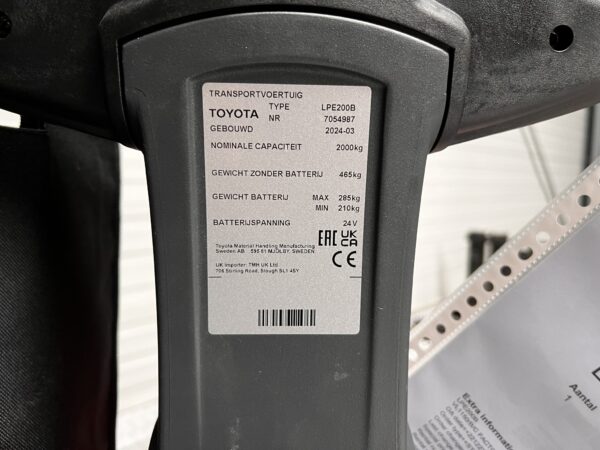 TRANSPORTVOERTUIG
TOYOTA TYPE LPE200B
NR 7054987
GEBOUWD 2024-03
NOMINALE CAPACITEIT 2000kg
GEWICHT ZONDER BATTERIJ 465kg
GEWICHT BATTERIJ MAX 285kg
MIN 210kg
BATTERIJSPANNING 24V
Toyota Material Handling Manufacturing
Sweden AB 595 81 MJÖLBY, SWEDEN
EAC UK CA
CE
UK Importer: TMH UK Ltd
706 Stirling Road, Slough SL1 4SY
Aantal
1
Extra Informati
LPE200B